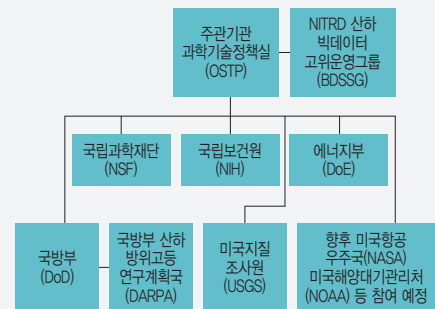 주관기관
과학기술정책실
(OSTP)
NITRD 산하
빅데이터
고위운영그룹
(BDSSG)
국립과학재단
(NSF)
국립보건원
(NIH)
에너지부
(DoE)
국방부
(DoD)
국방부 산하
방위고등
연구계획국
(DARPA)
미국지질
조사원
(USGS)
향후 미국항공
우주국(NASA)
미국해양대기관리처
(NOAA) 등 참여 예정